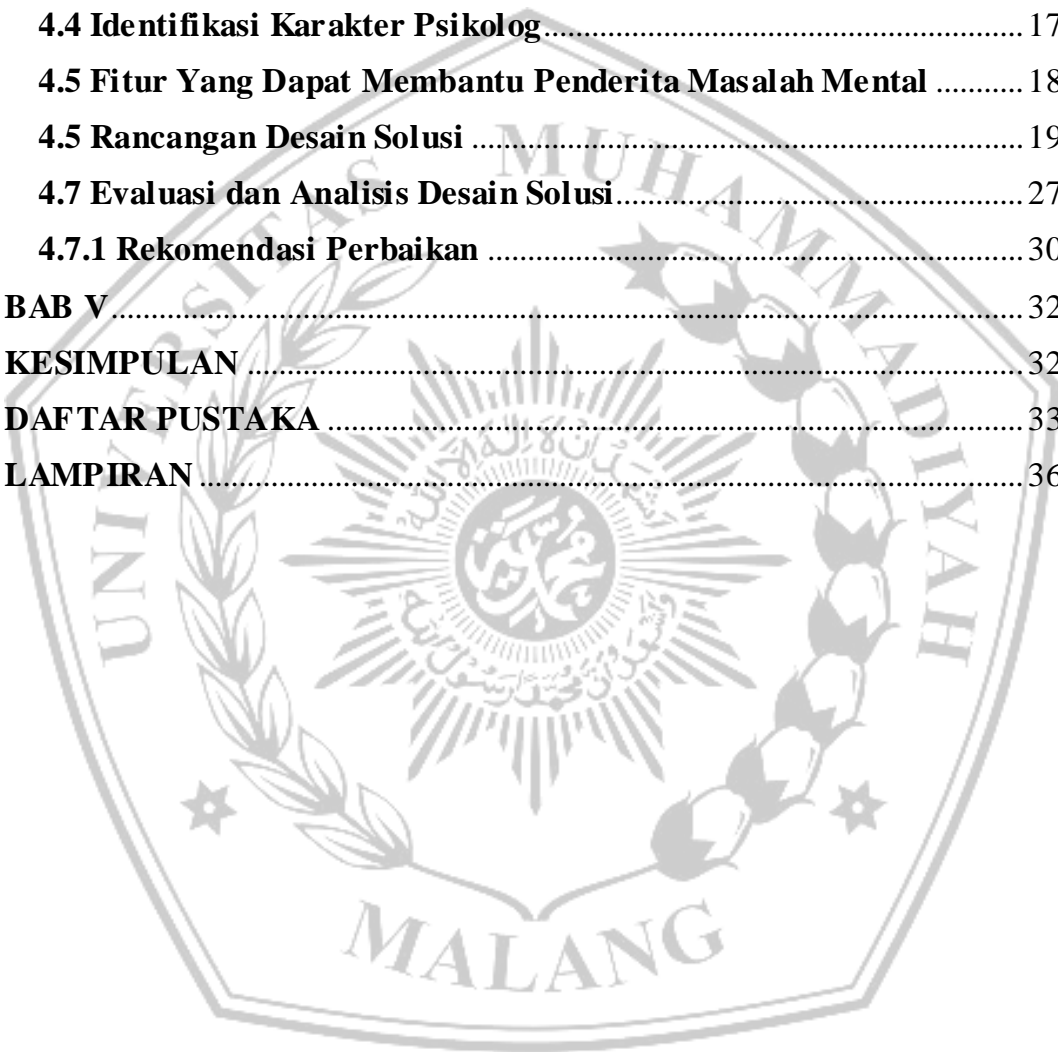 4.4 Identifikasi Karakter Psikolog........................................................17
4.5 Fitur Yang Dapat Membantu Penderita Masalah Mental ...........18
4.5 Rancangan Desain Solusi ................................................................19
4.7 Evaluasi dan Analisis Desain Solusi................................................27
4.7.1 Rekomendasi Perbaikan ..............................................................30
BAB V....................................................................................................32
KESIMPULAN ......................................................................................32
DAFTAR PUSTAKA .............................................................................33
LAMPIRAN............................................................................................36
UNIVERSITAS MUHAMMADIYAH
MALANG